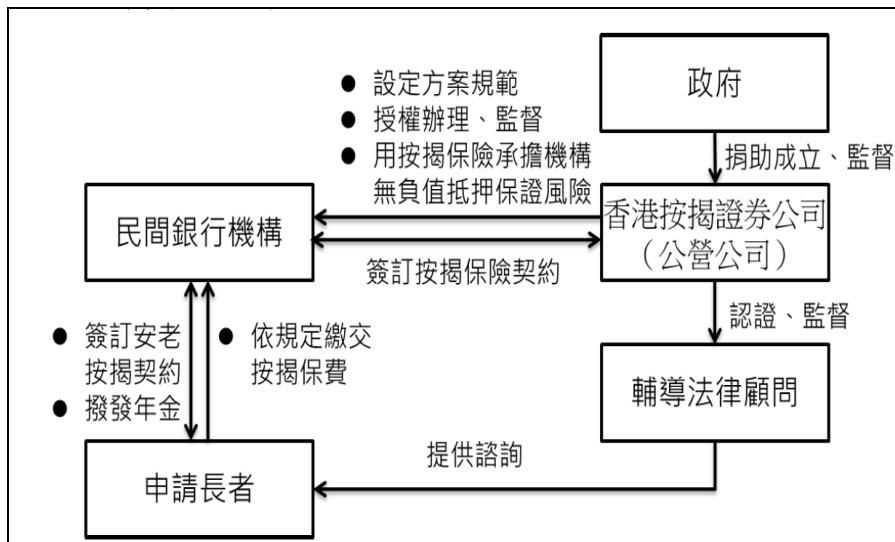 政府
● 設定方案規範
● 授權辦理、監督
● 用按揭保險承擔機構
無負值抵押保證風險
捐助成立、監督
民間銀行機構
香港按揭證券公司
（公營公司）
簽訂按揭保險契約
認證、監督
● 簽訂安老
按揭契約
● 撥發年金
● 依規定繳交
按揭保費
輔導法律顧問
提供諮詢
申請長者